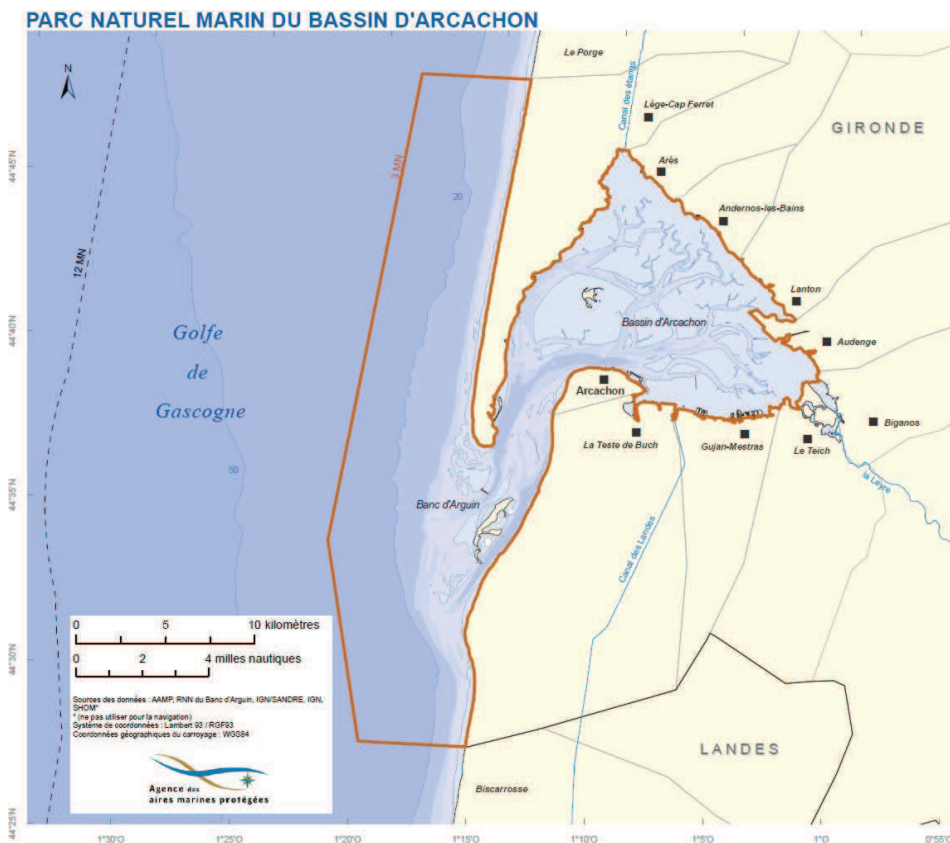 PARC NATUREL MARIN DU BASSIN D'ARCACHON
N
Le Porge
Canal des étangs
Lège-Cap Ferret
GIRONDE
44°45'N
3 MN
Arès
20
Andernos-les-Bains
12 MN
Lanton
44°40'N
Golfe
de
Gascogne
Bassin d'Arcachon
Audenge
Arcachon
La Teste de Buch
Gujan-Mestras
Le Teich
Biganos
50
la Leyre
44°35'N
Banc d'Arguin
Canal des Landes
0 5 10 kilomètres
0 2 4 milles nautiques
44°30'N
Sources des données : AAMP, RNN du Banc d'Arguin, IGN/SANDRE, IGN,
SHOM*
* (ne pas utiliser pour la navigation)
Système de coordonnées : Lambert 93 / RGF93
Coordonnées géographiques du carroyage : WGS84
LANDES
Agence des
aires marines protégées
Biscarrosse
44°25'N
1°30'O 1°25'O 1°20'O 1°15'O 1°10'O 1°5'O 1°O 0°55'O